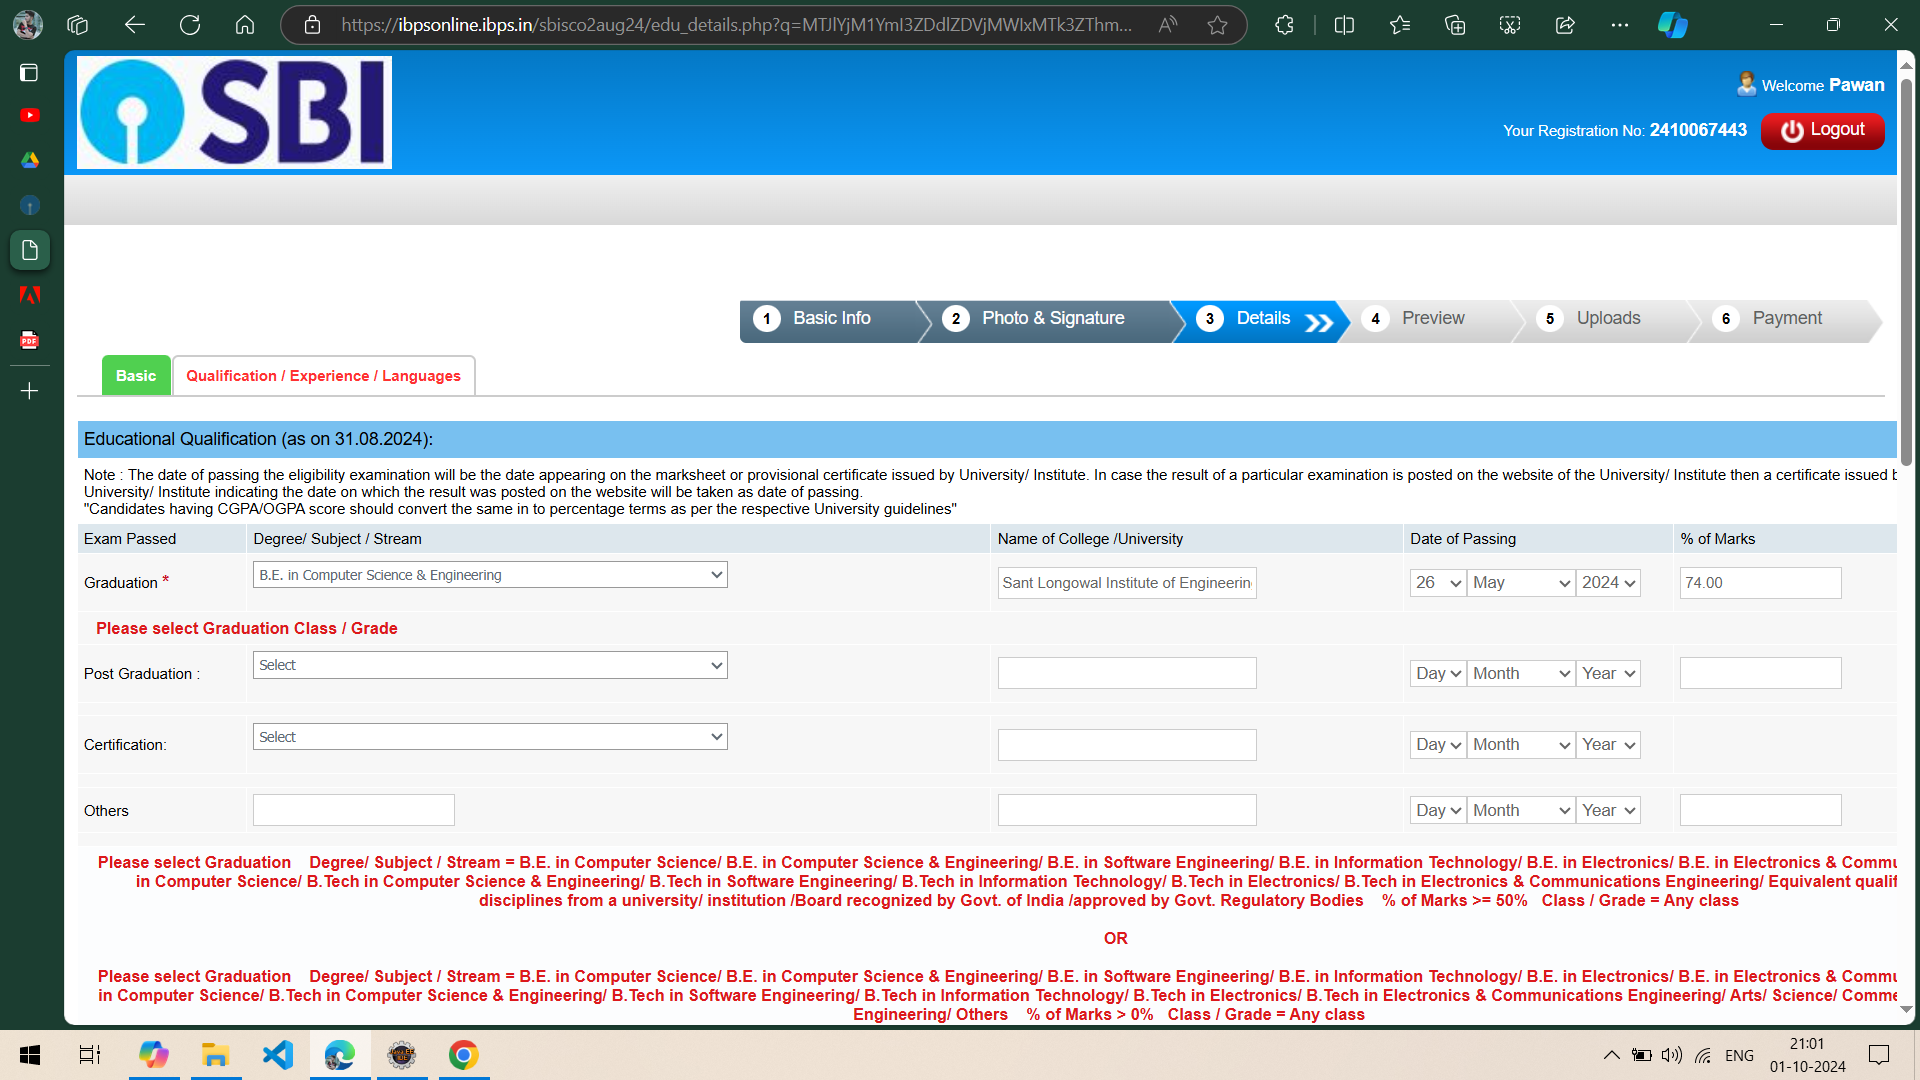 https://ibpsonline.ibps.in/sbisco2aug24/edu_details.php?q=MTJlYjM1YmI3ZDdlZDVjMWIxMTk3ZThm...
SBI
Welcome Pawan
Your Registration No: 2410067443 Logout
1 Basic Info 2 Photo & Signature 3 Details 4 Preview 5 Uploads 6 Payment
Basic Qualification / Experience / Languages
Educational Qualification (as on 31.08.2024):
Note : The date of passing the eligibility examination will be the date appearing on the marksheet or provisional certificate issued by University/ Institute. In case the result of a particular examination is posted on the website of the University/ Institute then a certificate issued
University/ Institute indicating the date on which the result was posted on the website will be taken as date of passing.
"Candidates having CGPA/OGPA score should convert the same in to percentage terms as per the respective University guidelines"
Exam Passed Degree/ Subject / Stream Name of College /University Date of Passing % of Marks
Graduation * B.E. in Computer Science & Engineering Sant Longowal Institute of Engineerin 26 May 2024 74.00
Please select Graduation Class / Grade
Post Graduation : Select Day Month Year
Certification: Select Day Month Year
Others Day Month Year
Please select Graduation Degree/ Subject / Stream = B.E. in Computer Science/ B.E. in Computer Science & Engineering/ B.E. in Software Engineering/ B.E. in Information Technology/ B.E. in Electronics/ B.E. in Electronics & Commu
in Computer Science/ B.Tech in Computer Science & Engineering/ B.Tech in Software Engineering/ B.Tech in Information Technology/ B.Tech in Electronics/ B.Tech in Electronics & Communications Engineering/ Equivalent qualif
disciplines from a university/ institution /Board recognized by Govt. of India /approved by Govt. Regulatory Bodies % of Marks >= 50% Class / Grade = Any class
OR
Please select Graduation Degree/ Subject / Stream = B.E. in Computer Science/ B.E. in Computer Science & Engineering/ B.E. in Software Engineering/ B.E. in Information Technology/ B.E. in Electronics/ B.E. in Electronics & Commu
in Computer Science/ B.Tech in Computer Science & Engineering/ B.Tech in Software Engineering/ B.Tech in Information Technology/ B.Tech in Electronics/ B.Tech in Electronics & Communications Engineering/ Arts/ Science/ Comme
Engineering/ Others % of Marks > 0% Class / Grade = Any class
ENG
21:01
01-10-2024